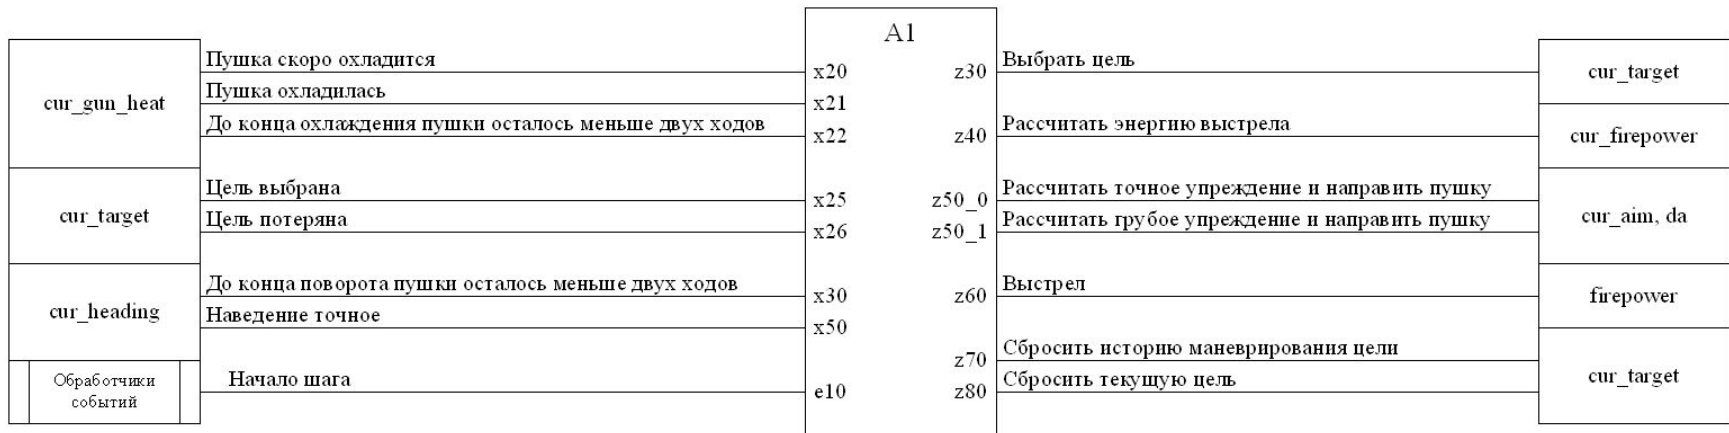 A1
cur_gun_heat
Пушка скоро охладится
x20
Пушка охладилась
x21
До конца охлаждения пушки осталось меньше двух ходов
x22
cur_target
Цель выбрана
x25
Цель потеряна
x26
cur_heading
До конца поворота пушки осталось меньше двух ходов
x30
Наведение точное
x50
Обработчики
событий
Начало шага
e10
z30
Выбрать цель
cur_target
z40
Рассчитать энергию выстрела
cur_firepower
z50_0
Рассчитать точное упреждение и направить пушку
z50_1
Рассчитать грубое упреждение и направить пушку
cur_aim, da
z60
Выстрел
firepower
z70
Сбросить историю маневрирования цели
z80
Сбросить текущую цель
cur_target